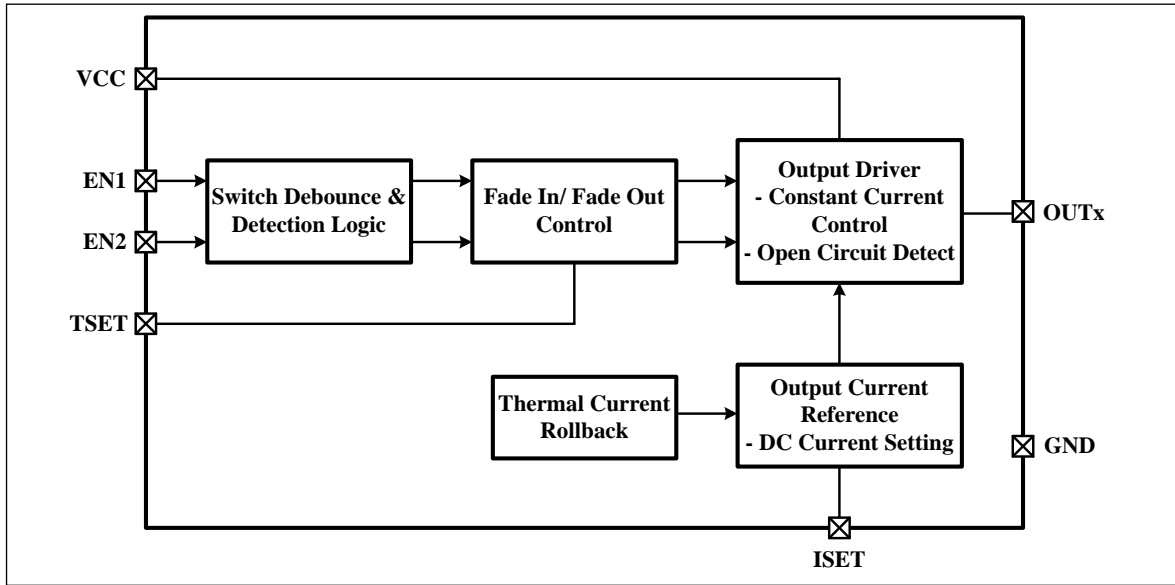 VCC
EN1
EN2
TSET
Switch Debounce &
Detection Logic
Fade In/ Fade Out
Control
Output Driver
- Constant Current
Control
- Open Circuit Detect
OUTx
Thermal Current
Rollback
Output Current
Reference
- DC Current Setting
GND
ISET